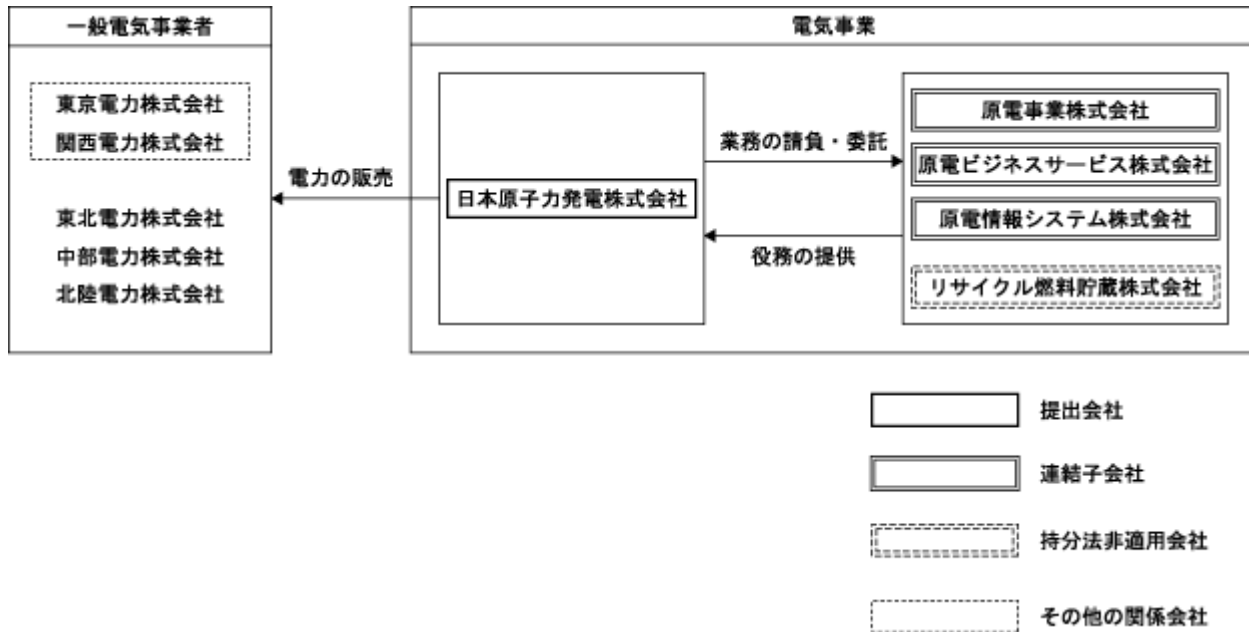 一般電気事業者
東京電力株式会社
関西電力株式会社
東北電力株式会社
中部電力株式会社
北陸電力株式会社
電力の販売
電気事業
日本原子力発電株式会社
業務の請負・委託
役務の提供
原電事業株式会社
原電ビジネスサービス株式会社
原電情報システム株式会社
リサイクル燃料貯蔵株式会社
提出会社
連結子会社
持分法非適用会社
その他の関係会社